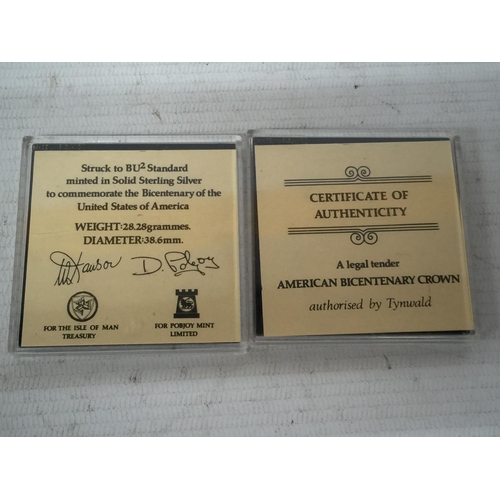 Struck to BU² Standard
minted in Solid Sterling Silver
to commemorate the Bicentenary of the
United States of America
WEIGHT:28.28grammes.
DIAMETER:38.6mm.
D. Pobjoy
FOR THE ISLE OF MAN
TREASURY
FOR POBJOY MINT
LIMITED
CERTIFICATE OF
AUTHENTICITY
A legal tender
AMERICAN BICENTENARY CROWN
authorised by Tynwald